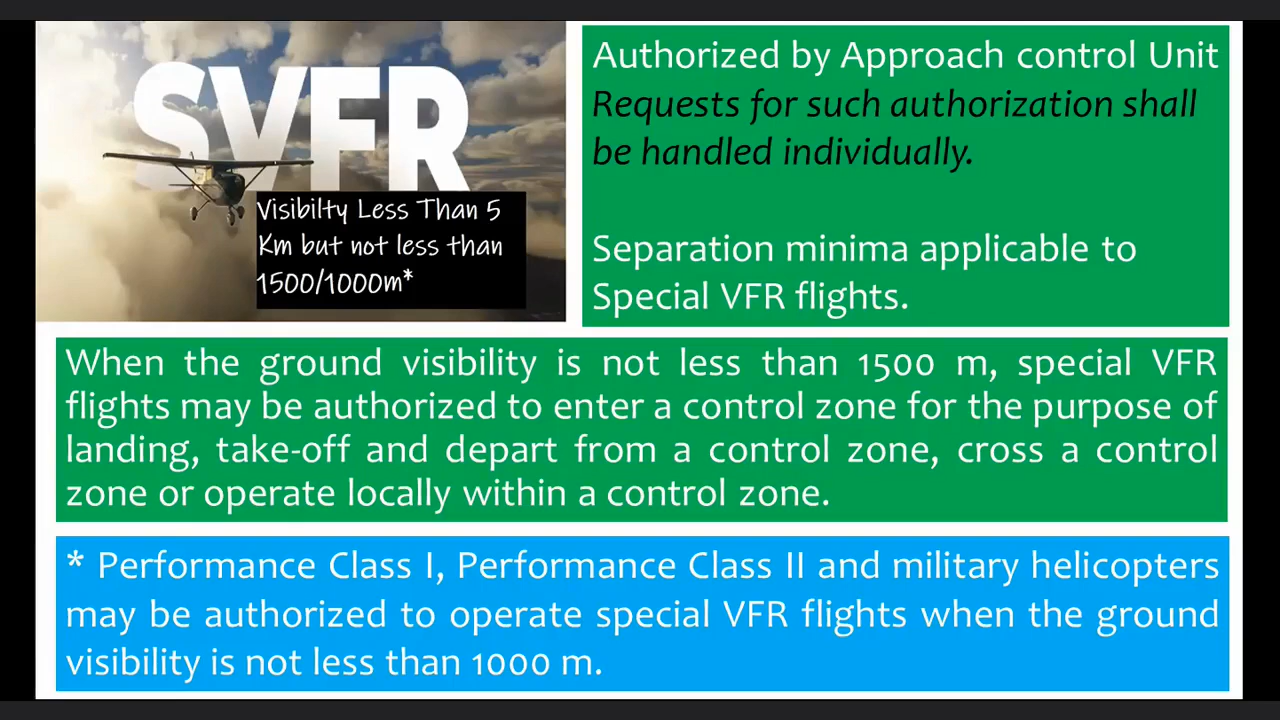 SVFR
Visibilty Less Than 5
Km but not less than
1500/1000m*
Authorized by Approach control Unit
Requests for such authorization shall
be handled individually.
Separation minima applicable to
Special VFR flights.
When the ground visibility is not less than 1500 m, special VFR
flights may be authorized to enter a control zone for the purpose of
landing, take-off and depart from a control zone, cross a control
zone or operate locally within a control zone.
* Performance Class I, Performance Class II and military helicopters
may be authorized to operate special VFR flights when the ground
visibility is not less than 1000 m.